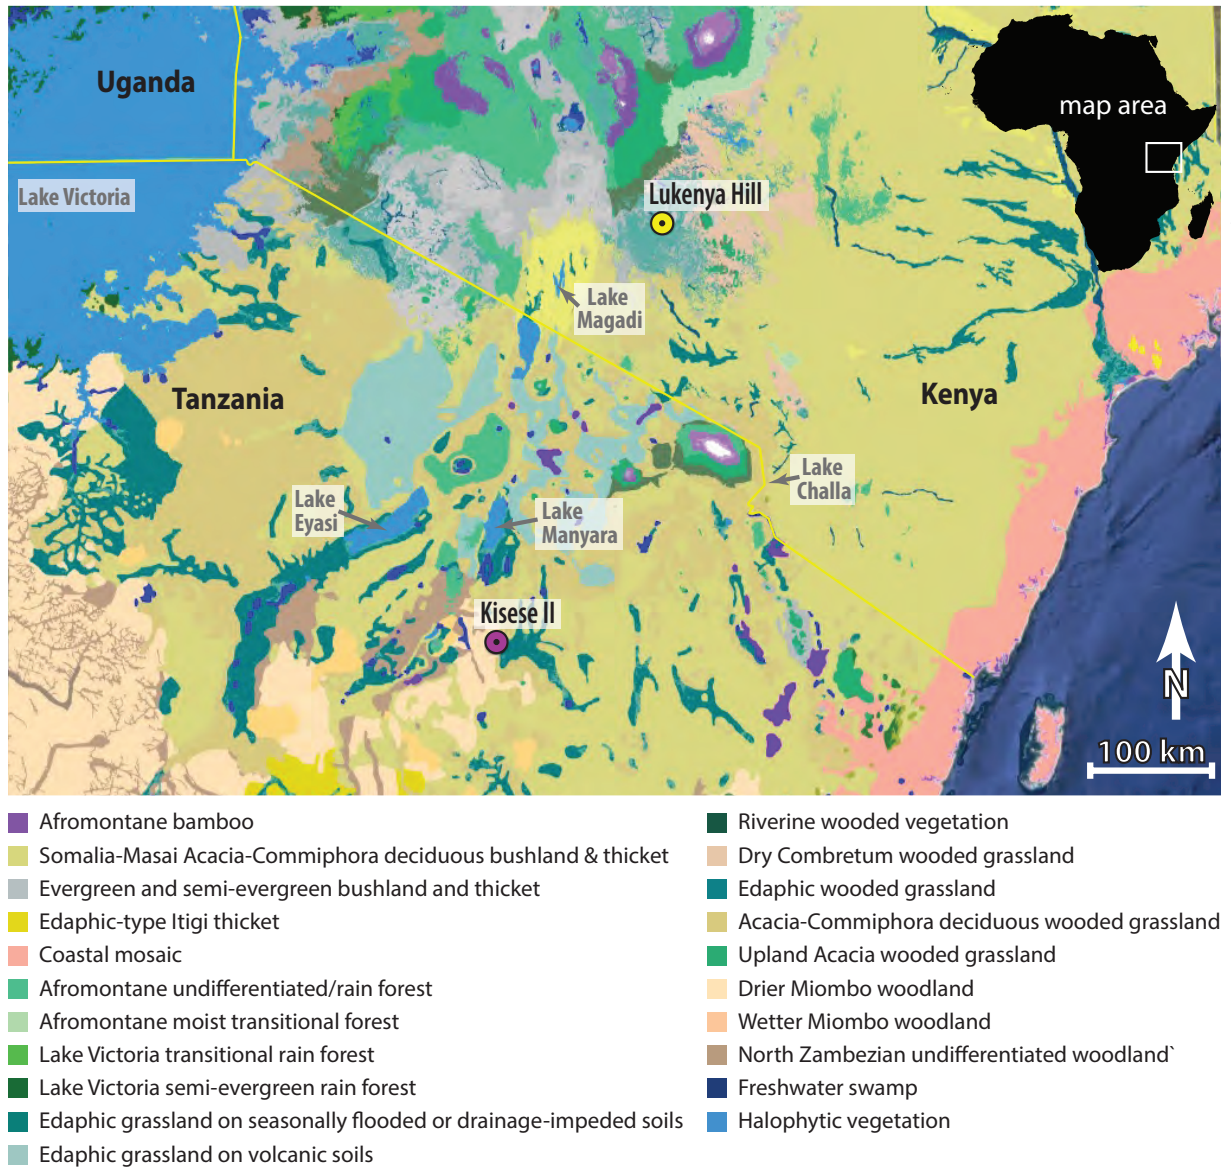 Uganda
map area
Lake Victoria
Lukenya Hill
Lake
Magadi
Tanzania
Kenya
Lake
Challa
Lake
Eyasi
Lake
Manyara
Kisese II
N
100 km
Afromontane bamboo
Somalia-Masai Acacia-Commiphora deciduous bushland & thicket
Evergreen and semi-evergreen bushland and thicket
Edaphic-type Itigi thicket
Coastal mosaic
Afromontane undifferentiated/rain forest
Afromontane moist transitional forest
Lake Victoria transitional rain forest
Lake Victoria semi-evergreen rain forest
Edaphic grassland on seasonally flooded or drainage-impeded soils
Edaphic grassland on volcanic soils
Riverine wooded vegetation
Dry Combretum wooded grassland
Edaphic wooded grassland
Acacia-Commiphora deciduous wooded grassland
Upland Acacia wooded grassland
Drier Miombo woodland
Wetter Miombo woodland
North Zambezian undifferentiated woodland`
Freshwater swamp
Halophytic vegetation